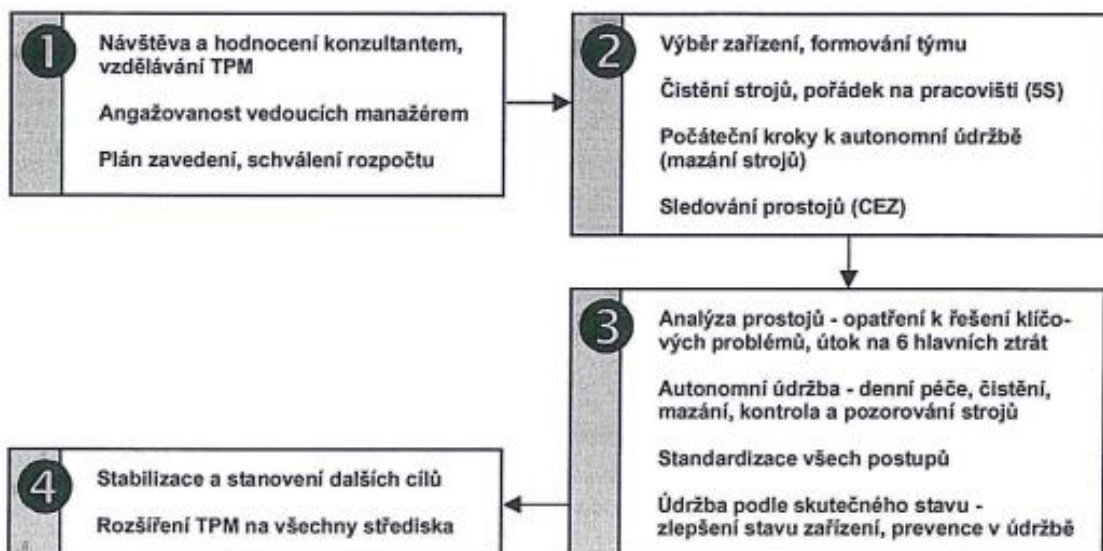 1
Návštěva a hodnocení konzultantem,
vzdělávání TPM
Angažovanost vedoucích manažérem
Plán zavedení, schválení rozpočtu
2
Výběr zařízení, formování týmu
Čistění strojů, pořádek na pracovišti (5S)
Počáteční kroky k autonomní údržbě
(mazání strojů)
Sledování prostojů (CEZ)
3
Analýza prostojů - opatření k řešení klíčo-
vých problémů, útok na 6 hlavních ztrát
Autonomní údržba - denní péče, čistění,
mazání, kontrola a pozorování strojů
Standardizace všech postupů
Údržba podle skutečného stavu -
zlepšení stavu zařízení, prevence v údržbě
4
Stabilizace a stanovení dalších cílů
Rozšíření TPM na všechny střediska